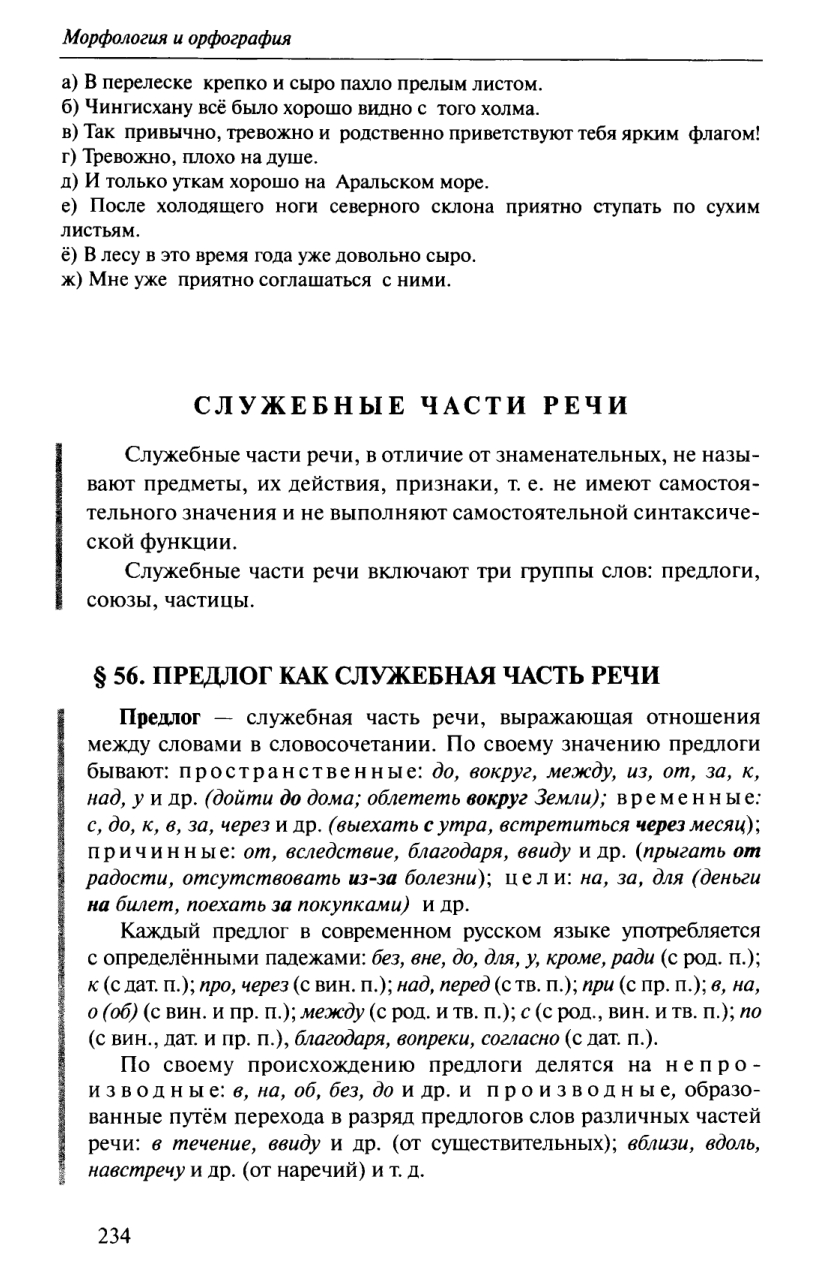 Морфология и орфография
а) В перелеске крепко и сыро пахло прелым листом.
б) Чингисхану всё было хорошо видно с того холма.
в) Так привычно, тревожно и родственно приветствуют тебя ярким флагом!
г) Тревожно, плохо на душе.
д) И только уткам хорошо на Аральском море.
е) После холодящего ноги северного склона приятно ступать по сухим
листьям.
ё) В лесу в это время года уже довольно сыро.
ж) Мне уже приятно соглашаться с ними.
СЛУЖЕБНЫЕ ЧАСТИ РЕЧИ
Служебные части речи, в отличие от знаменательных, не назы-
вают предметы, их действия, признаки, т. е. не имеют самостоя-
тельного значения и не выполняют самостоятельной синтаксиче-
ской функции.
Служебные части речи включают три группы слов: предлоги,
союзы, частицы.
§ 56. ПРЕДЛОГ КАК СЛУЖЕБНАЯ ЧАСТЬ РЕЧИ
Предлог — служебная часть речи, выражающая отношения
между словами в словосочетании. По своему значению предлоги
бывают: пространственные: до, вокруг, между, из, от, за, к,
над, у и др. (дойти до дома; облететь вокруг Земли); временные:
с, до, к, в, за, через и др. (выехать с утра, встретиться через месяц);
причинные: от, вследствие, благодаря, ввиду и др. (прыгать от
радости, отсутствовать из-за болезни); цели: на, за, для (деньги
на билет, поехать за покупками) и др.
Каждый предлог в современном русском языке употребляется
с определёнными падежами: без, вне, до, для, у, кроме, ради (с род. п.);
к (с дат. п.); про, через (с вин. п.); над, перед (с тв. п.); при (с пр. п.); в, на,
о (об) (с вин. и пр. п.); между (с род. и тв. п.); с (с род., вин. и тв. п.); по
(с вин., дат. и пр. п.), благодаря, вопреки, согласно (с дат. п.).
По своему происхождению предлоги делятся на непро-
изводные: в, на, об, без, до и др. и производные, образо-
ванные путём перехода в разряд предлогов слов различных частей
речи: в течение, ввиду и др. (от существительных); вблизи, вдоль,
навстречу и др. (от наречий) и т. д.
234